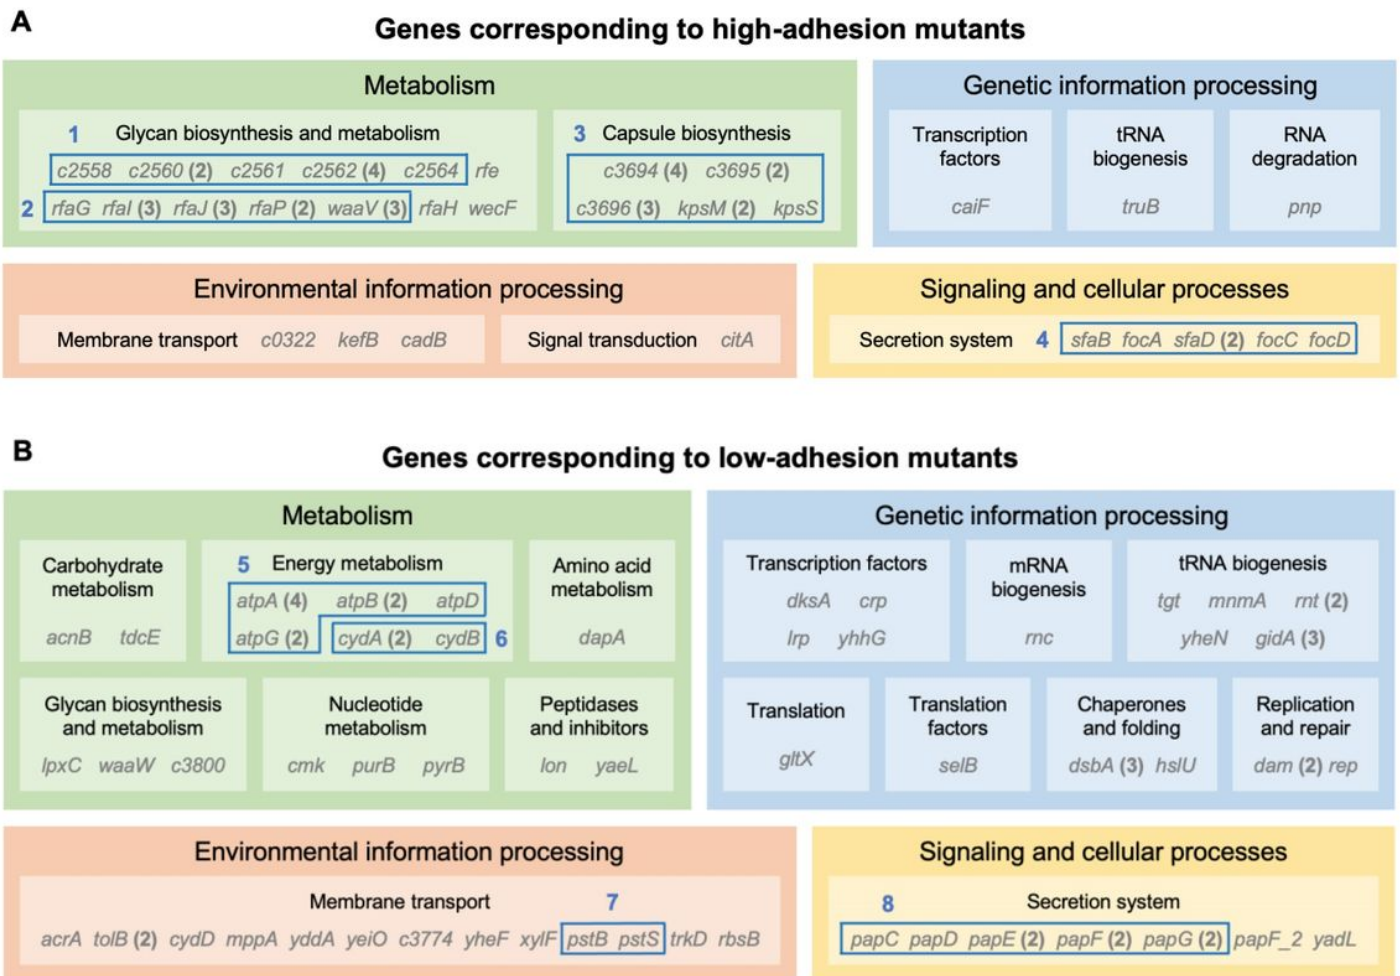 A
Genes corresponding to high-adhesion mutants
Metabolism
1 Glycan biosynthesis and metabolism
c2558 c2560 (2) c2561 c2562 (4) c2564 rfe
2 rfaG rfaI (3) rfaJ (3) rfaP (2) waaV (3) rfaH wecF
3 Capsule biosynthesis
c3694 (4) c3695 (2)
c3696 (3) kpsM (2) kpsS
Genetic information processing
Transcription
factors
caiF
tRNA
biogenesis
truB
RNA
degradation
pnp
Environmental information processing
Membrane transport c0322 kefB cadB
Signal transduction citA
Signaling and cellular processes
Secretion system 4 sfaB focA sfaD (2) focC focD
B
Genes corresponding to low-adhesion mutants
Metabolism
Carbohydrate
metabolism
acnB tdcE
5 Energy metabolism
atpA (4) atpB (2) atpD
atpG (2) cydA (2) cydB 6
Amino acid
metabolism
dapA
Glycan biosynthesis
and metabolism
lpxC waaW c3800
Nucleotide
metabolism
cmk purB pyrB
Peptidases
and inhibitors
lon yaeL
Genetic information processing
Transcription factors
dksA crp
lrp yhhG
mRNA
biogenesis
rnc
tRNA biogenesis
tgt mnmA rnt (2)
yheN gidA (3)
Translation
gltX
Translation
factors
selB
Chaperones
and folding
dsbA (3) hslU
Replication
and repair
dam (2) rep
Environmental information processing
Membrane transport 7
acrA tolB (2) cydD mppA yddA yeiO c3774 yheF xylF pstB pstS trkD rbsB
Signaling and cellular processes
8 Secretion system
papC papD papE (2) papF (2) papG (2) papF_2 yadL